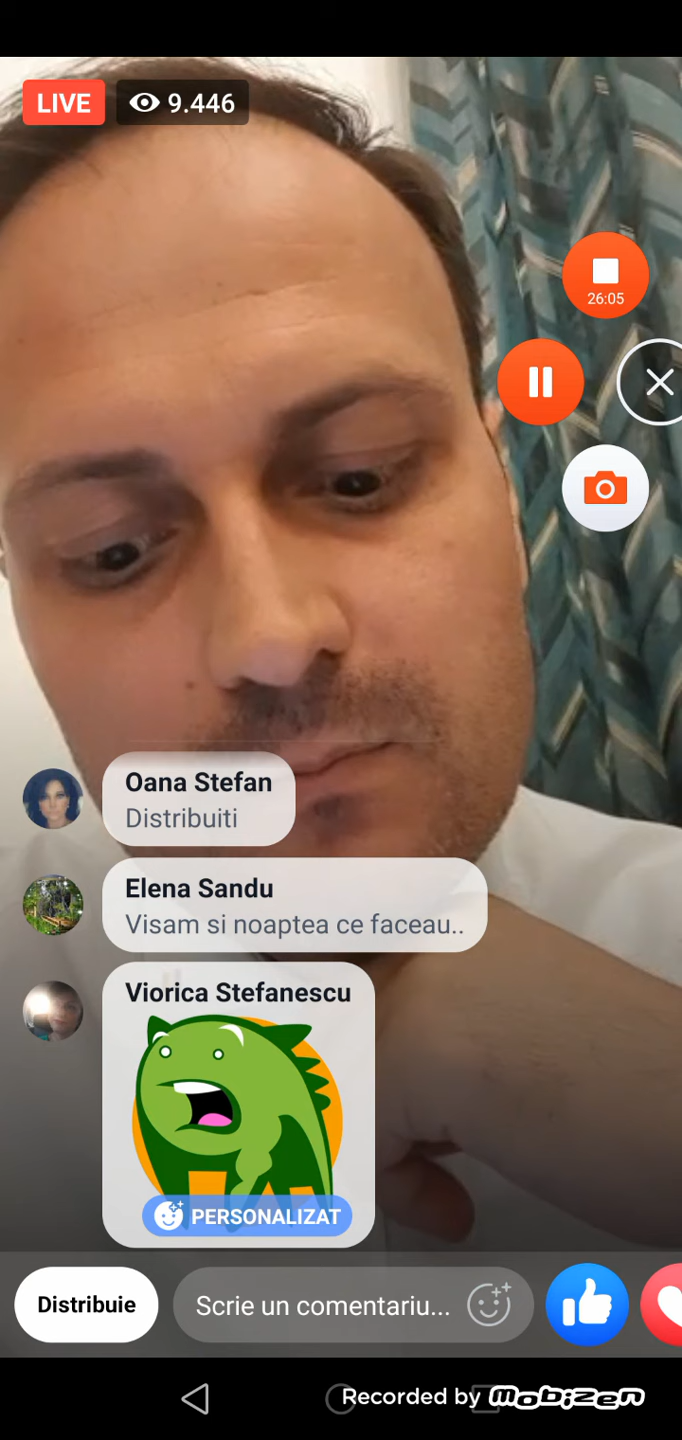 LIVE
9.446
26:05
Oana Stefan
Distribuiti
Elena Sandu
Visam si noaptea ce faceau..
Viorica Stefanescu
PERSONALIZAT
Distribuie
Scrie un comentariu...
Recorded by Mobizen